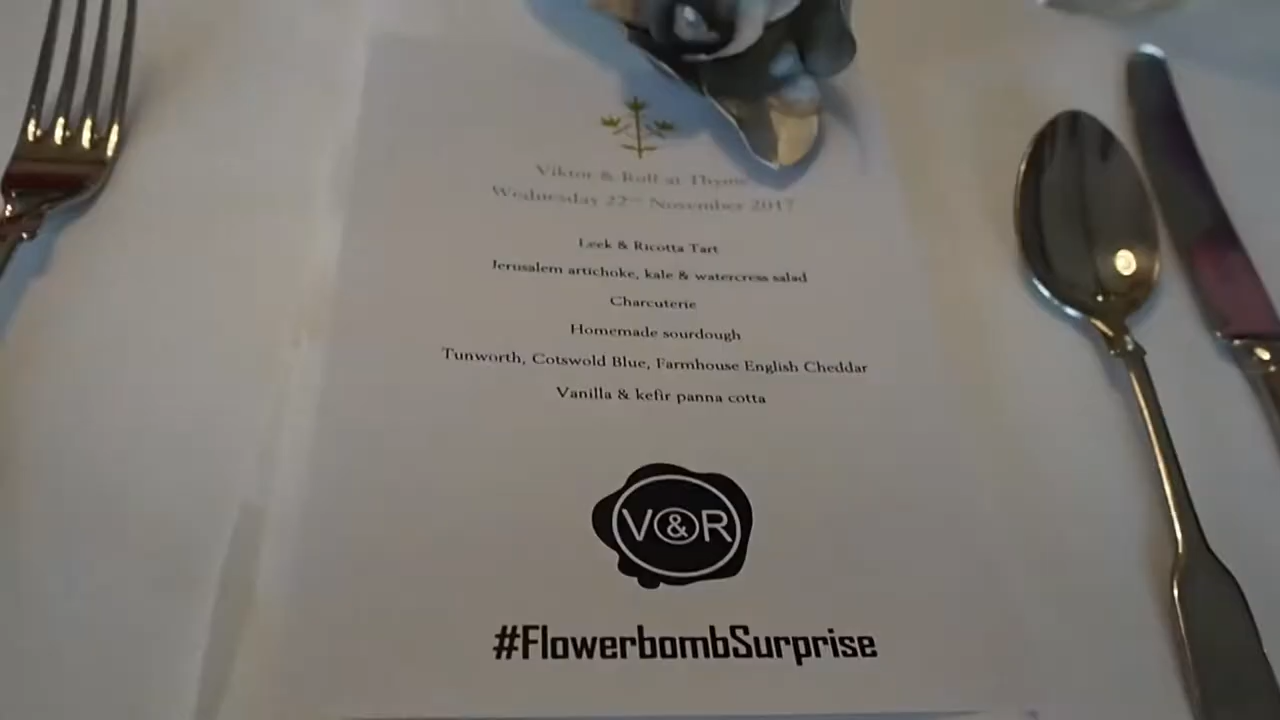 Viktor & Rolf at Thyme
Wednesday 22nd November 2017
Leek & Ricotta Tart
Jerusalem artichoke, kale & watercress salad
Charcuterie
Homemade sourdough
Tunworth, Cotswold Blue, Farmhouse English Cheddar
Vanilla & kefir panna cotta
V&R
#FlowerbombSurprise